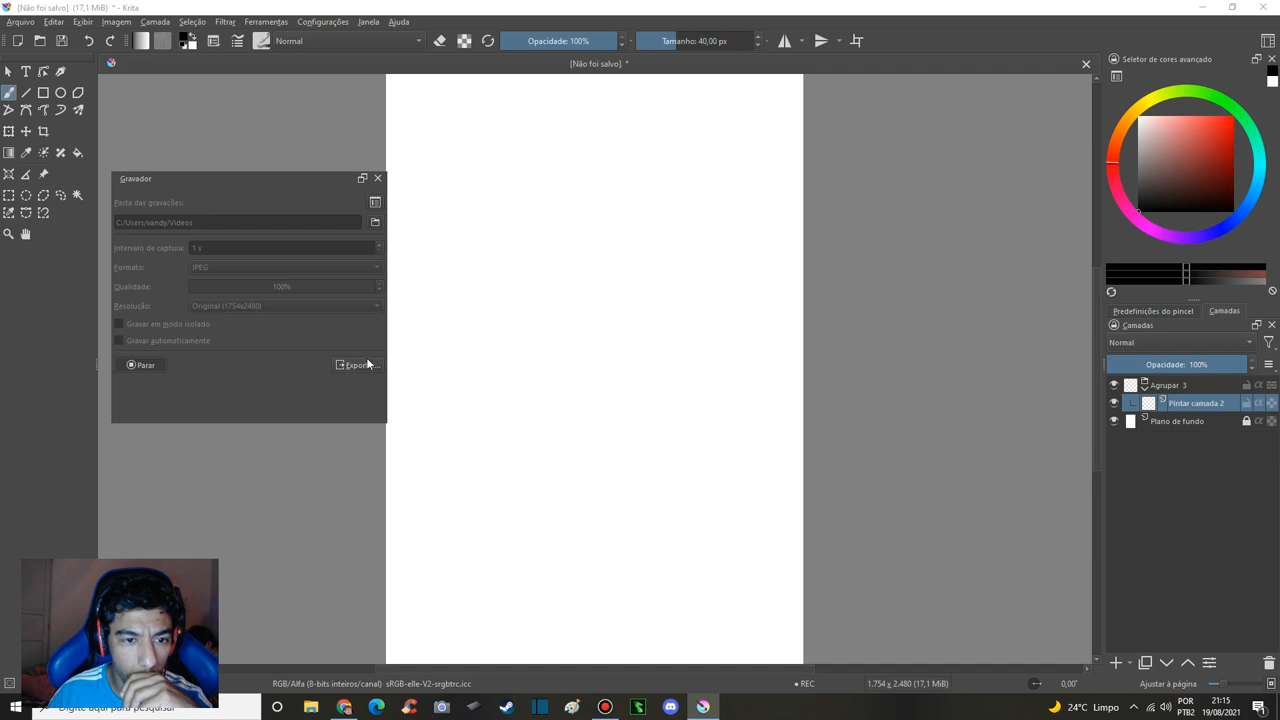 [Não foi salvo] (17,1 MiB) * - Krita
Arquivo Editar Exibir Imagem Camada Seleção Filtrar Ferramentas Configurações Janela Ajuda
Normal
Opacidade: 100%
Tamanho: 40,00 px
[Não foi salvo] *
Seletor de cores avançado
Gravador
Pasta das gravações:
C:/Users/vandy/Videos
Intervalo de captura: 1 s
Formato: JPEG
Qualidade: 100%
Resolução: Original (1754x2480)
Gravar em modo isolado
Gravar automaticamente
Parar
Predefinições do pincel Camadas
Camadas
Normal
Opacidade: 100%
Agrupar 3
Pintar camada 2
Plano de fundo
RGB/Alfa (8-bits inteiros/canal) sRGB-elle-V2-srgbtrc.icc
REC
1.754 x 2.480 (17,1 MiB)
0,00°
Ajustar à página
Digite aqui para pesquisar
24°C Limpo
POR
PTB2
21:15
19/08/2021